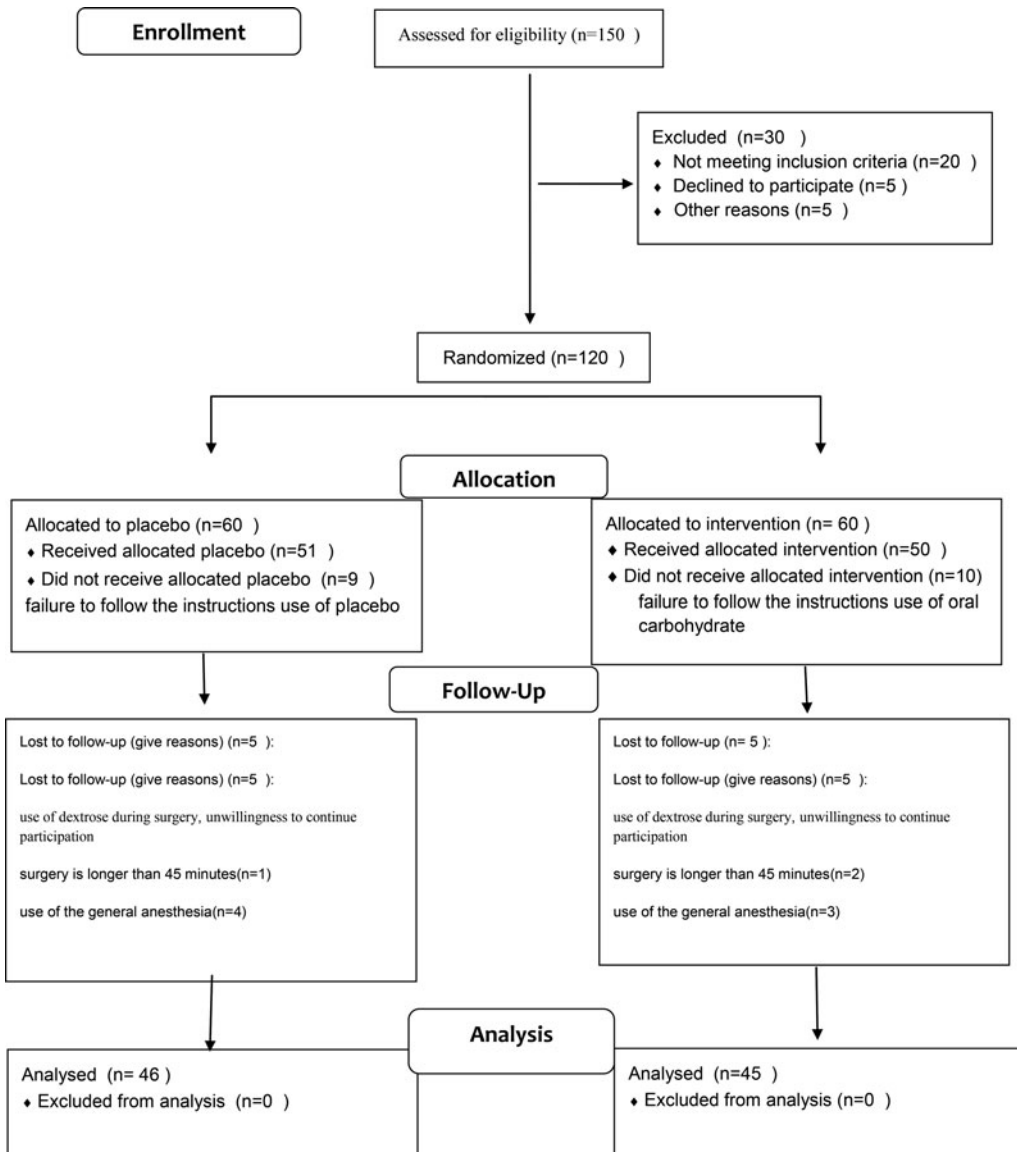 Enrollment
Assessed for eligibility (n=150 )
Excluded (n=30 )
♦ Not meeting inclusion criteria (n=20 )
♦ Declined to participate (n=5 )
♦ Other reasons (n=5 )
Randomized (n=120 )
Allocation
Allocated to placebo (n=60 )
♦ Received allocated placebo (n=51 )
♦ Did not receive allocated placebo (n=9 )
failure to follow the instructions use of placebo
Allocated to intervention (n= 60 )
♦ Received allocated intervention (n=50 )
♦ Did not receive allocated intervention (n=10)
failure to follow the instructions use of oral
carbohydrate
Follow-Up
Lost to follow-up (give reasons) (n=5 ):
Lost to follow-up (give reasons) (n=5 ):
use of dextrose during surgery, unwillingness to continue
participation
surgery is longer than 45 minutes(n=1)
use of the general anesthesia(n=4)
Lost to follow-up (n= 5 ):
Lost to follow-up (give reasons) (n=5 ):
use of dextrose during surgery, unwillingness to continue
participation
surgery is longer than 45 minutes(n=2)
use of the general anesthesia(n=3)
Analysis
Analysed (n= 46 )
♦ Excluded from analysis (n=0 )
Analysed (n=45 )
♦ Excluded from analysis (n=0 )